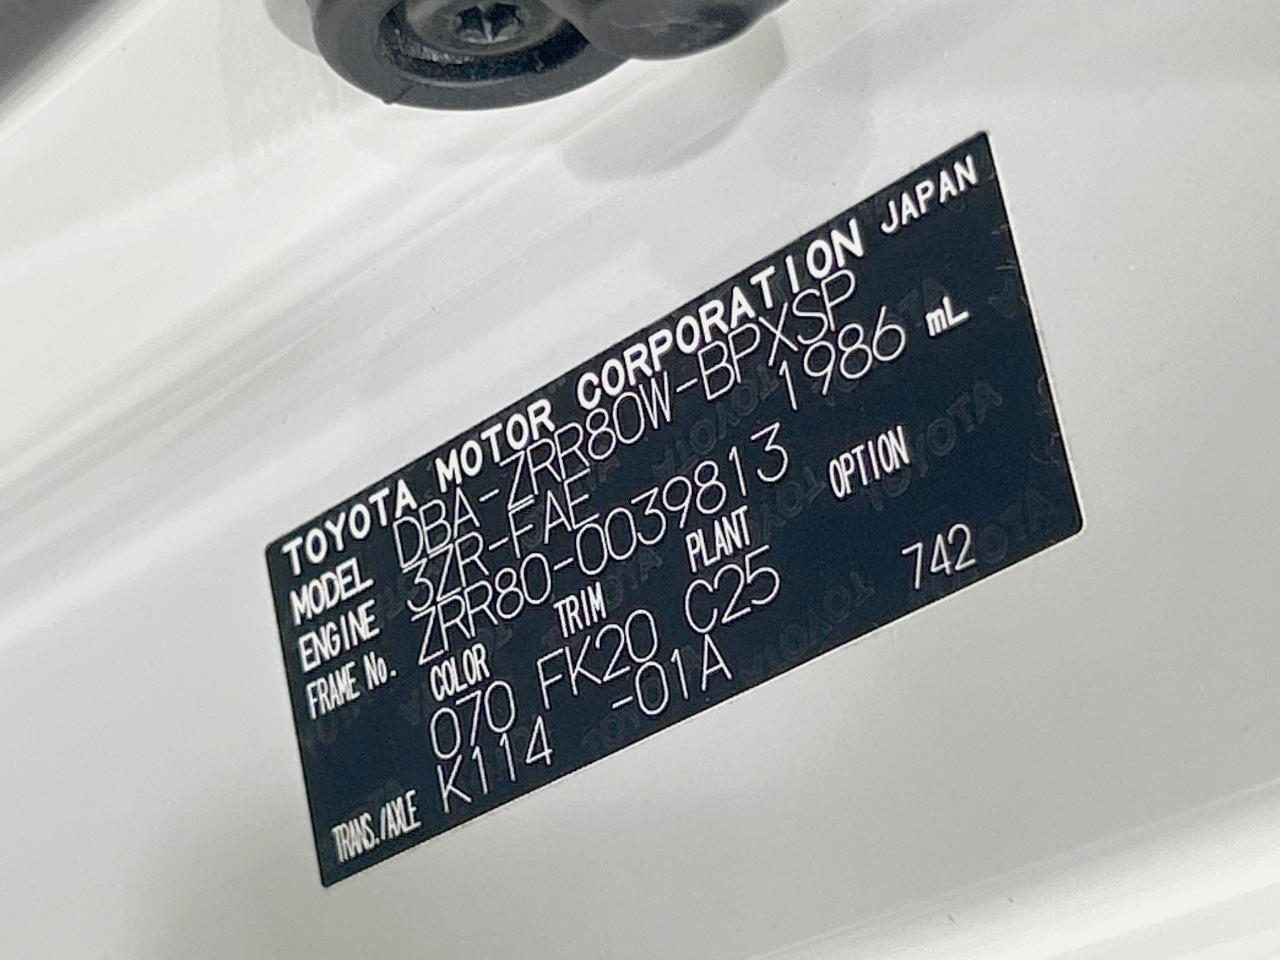 TOYOTA MOTOR CORPORATION JAPAN
MODEL DBA-ZRR80W-BPXSP
ENGINE 3ZR-FAE 1986 mL
FRAME No. ZRR80-0039813
COLOR TRIM PLANT OPTION
070 FK20 C25 742
TRANS./AXLE K114 -01A